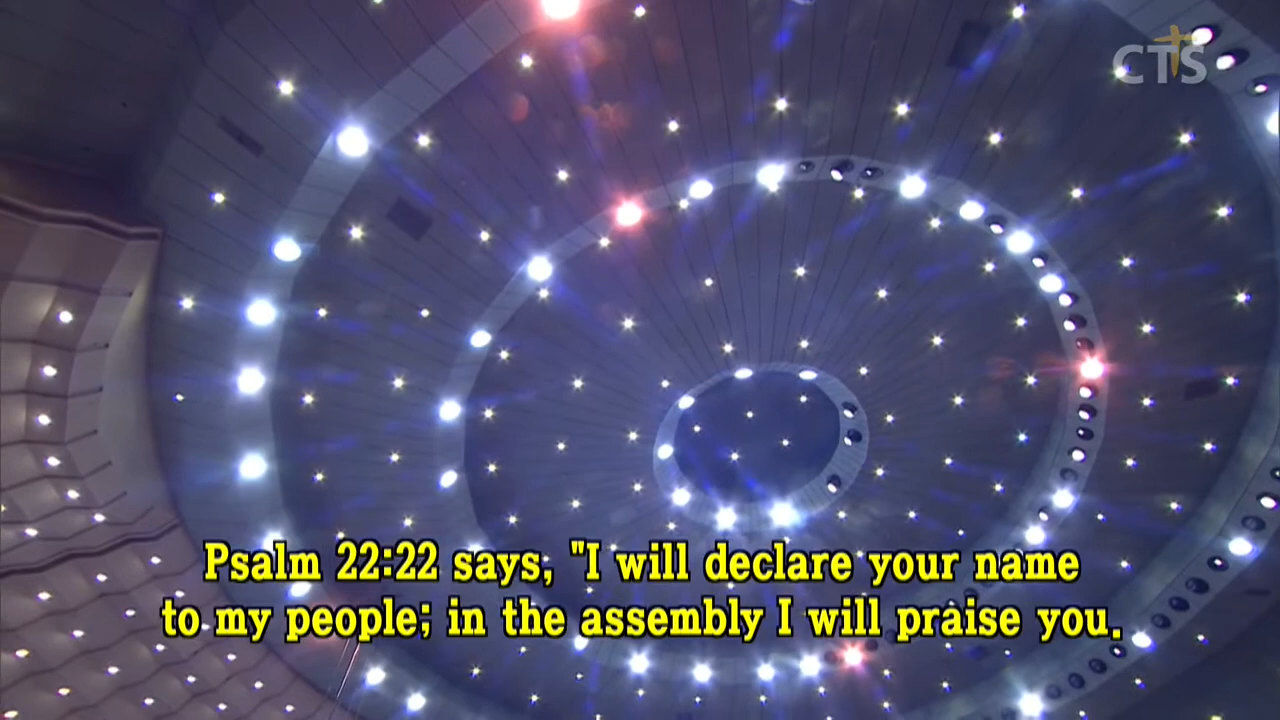 CTS
Psalm 22:22 says, "I will declare your name
to my people; in the assembly I will praise you.